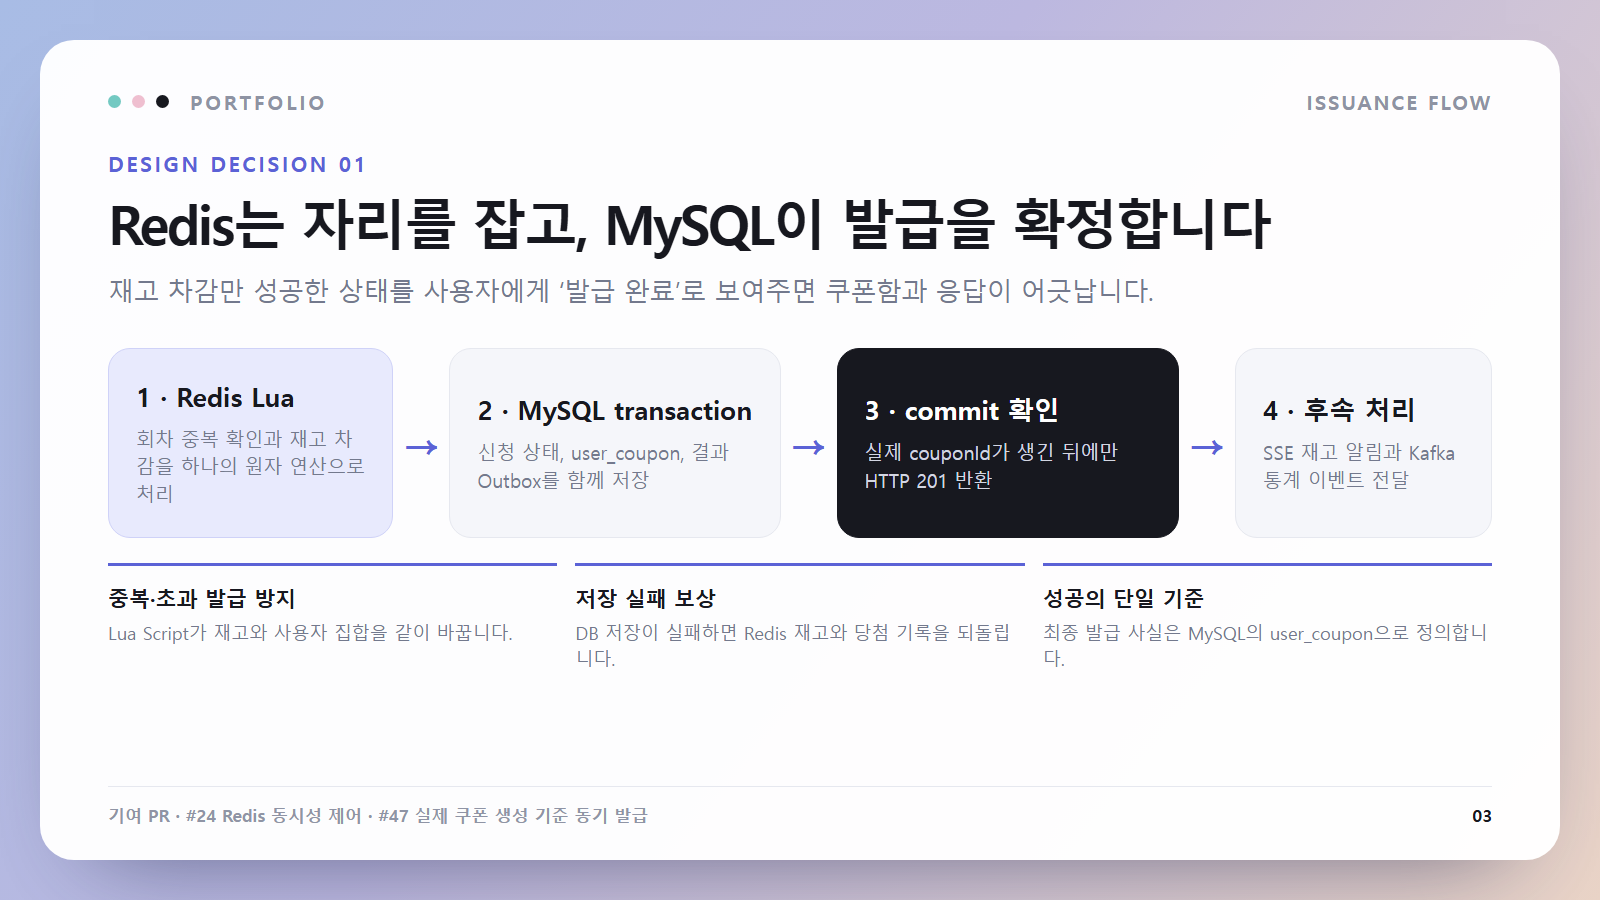 PORTFOLIO
ISSUANCE FLOW
DESIGN DECISION 01
Redis는 자리를 잡고, MySQL이 발급을 확정합니다
재고 차감만 성공한 상태를 사용자에게 ‘발급 완료’로 보여주면 쿠폰함과 응답이 어긋납니다.
1 · Redis Lua
회차 중복 확인과 재고 차
감을 하나의 원자 연산으로
처리
→
2 · MySQL transaction
신청 상태, user_coupon, 결과
Outbox를 함께 저장
→
3 · commit 확인
실제 couponId가 생긴 뒤에만
HTTP 201 반환
→
4 · 후속 처리
SSE 재고 알림과 Kafka
통계 이벤트 전달
중복·초과 발급 방지
Lua Script가 재고와 사용자 집합을 같이 바꿉니다.
저장 실패 보상
DB 저장이 실패하면 Redis 재고와 당첨 기록을 되돌립
니다.
성공의 단일 기준
최종 발급 사실은 MySQL의 user_coupon으로 정의합니
다.
기여 PR · #24 Redis 동시성 제어 · #47 실제 쿠폰 생성 기준 동기 발급
03